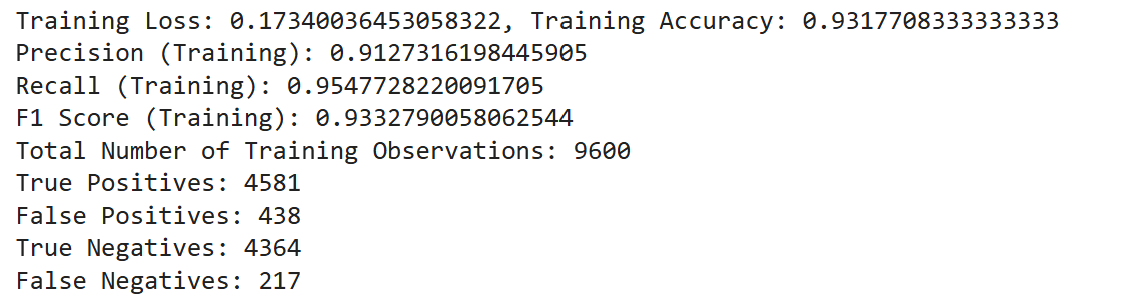 Training Loss: 0.17340036453058322, Training Accuracy: 0.9317708333333333
Precision (Training): 0.9127316198445905
Recall (Training): 0.9547728220091705
F1 Score (Training): 0.9332790058062544
Total Number of Training Observations: 9600
True Positives: 4581
False Positives: 438
True Negatives: 4364
False Negatives: 217